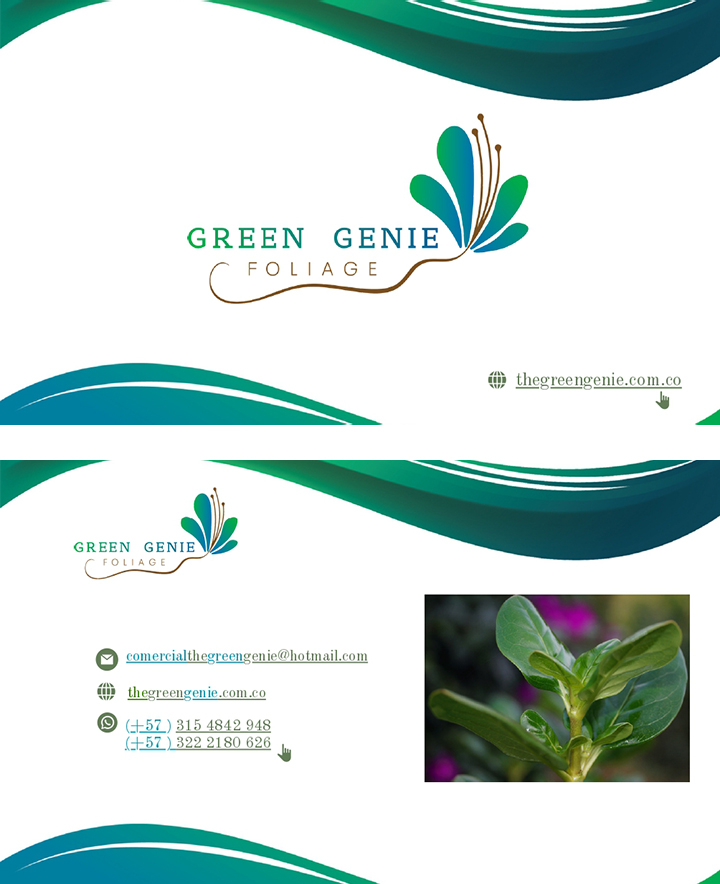 GREEN GENIE
FOLIAGE
thegreengenie.com.co
GREEN GENIE
FOLIAGE
comercialthegreengenie@hotmail.com
thegreengenie.com.co
(+57 ) 315 4842 948
(+57 ) 322 2180 626